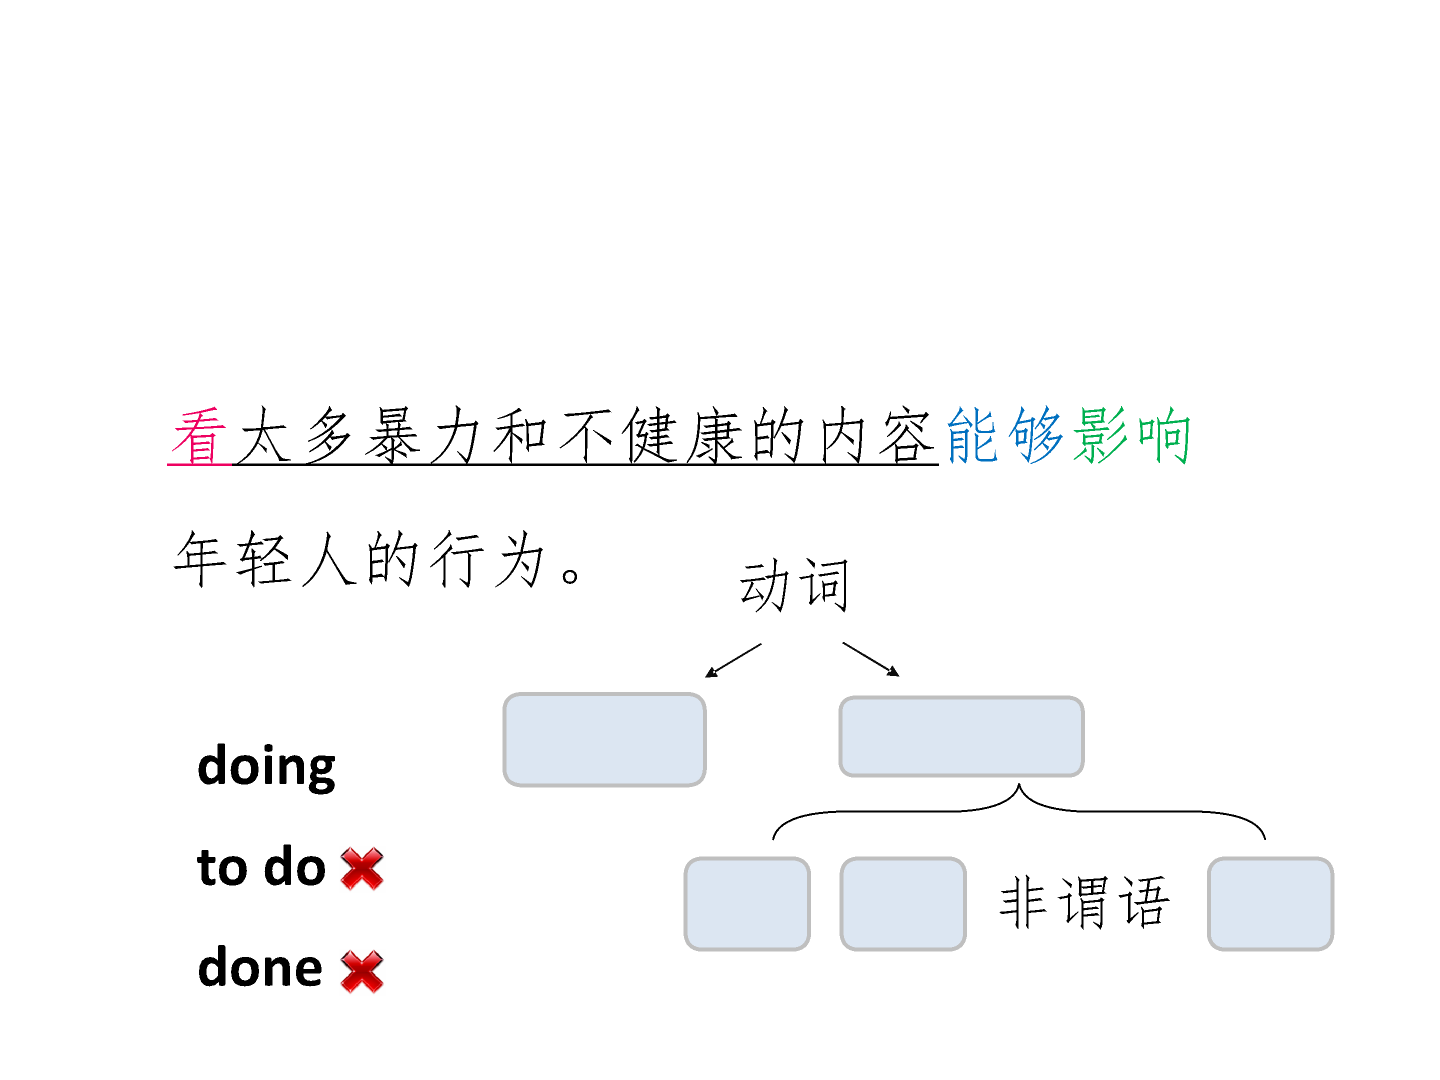 看太多暴力和不健康的内容能够影响
年轻人的行为。
动词
doing
to do
非谓语
done